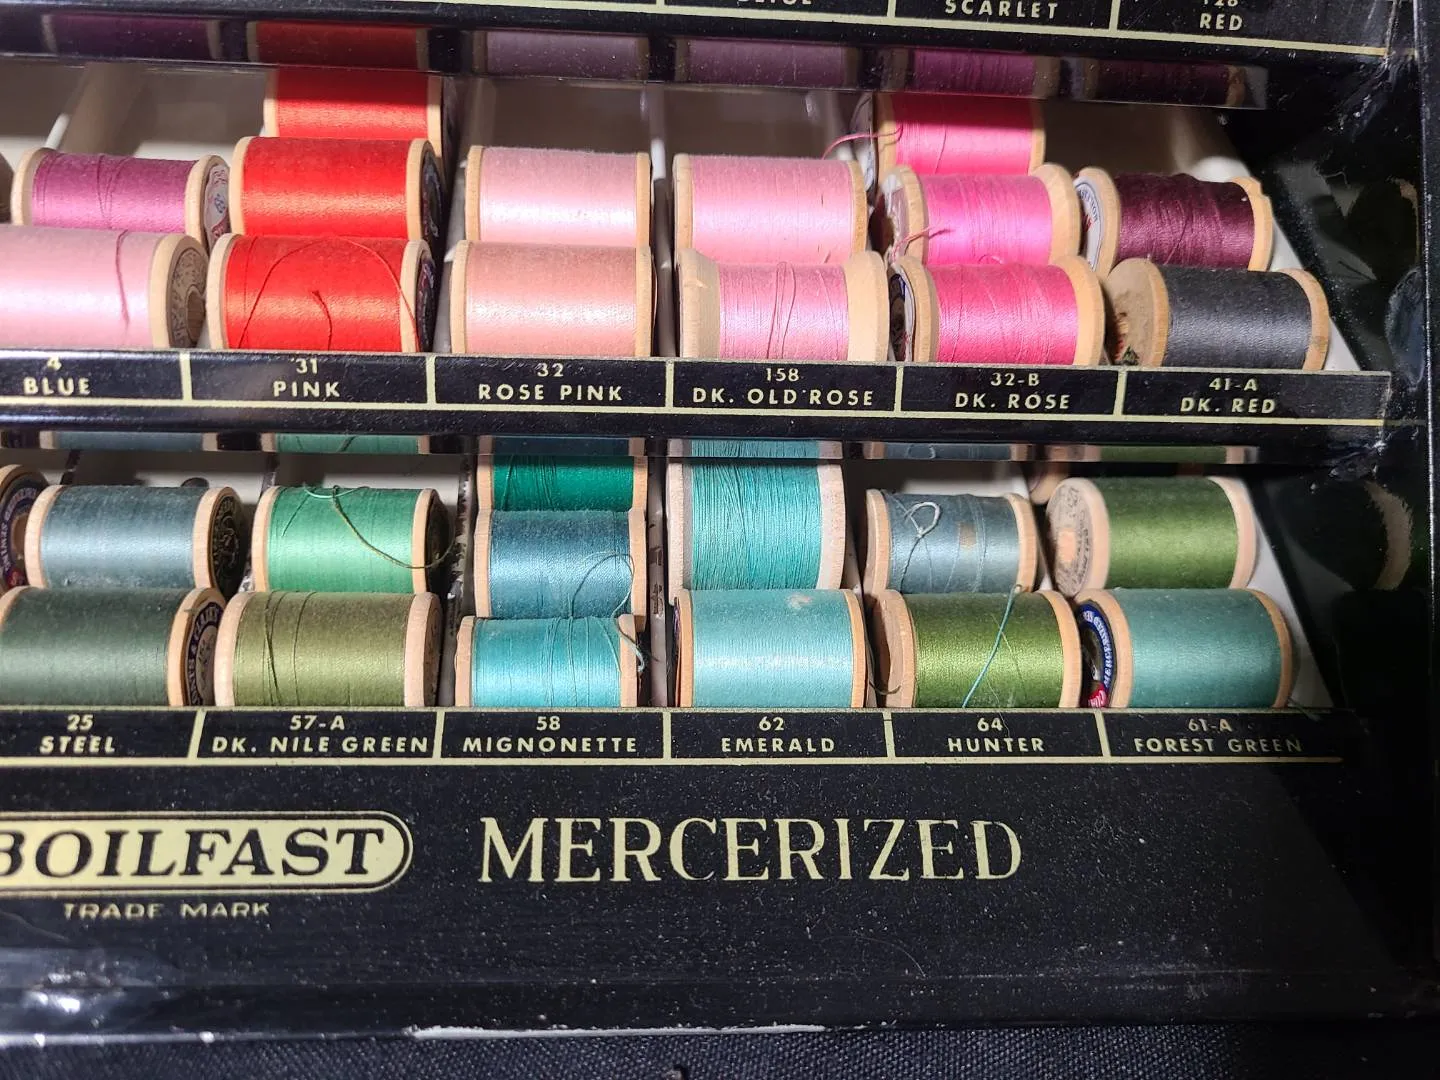 SCARLET
128
RED
4
BLUE
31
PINK
32
ROSE PINK
158
DK. OLD ROSE
32-B
DK. ROSE
41-A
DK. RED
25
STEEL
57-A
DK. NILE GREEN
58
MIGNONETTE
62
EMERALD
64
HUNTER
61-A
FOREST GREEN
BOILFAST
MERCERIZED
TRADE MARK